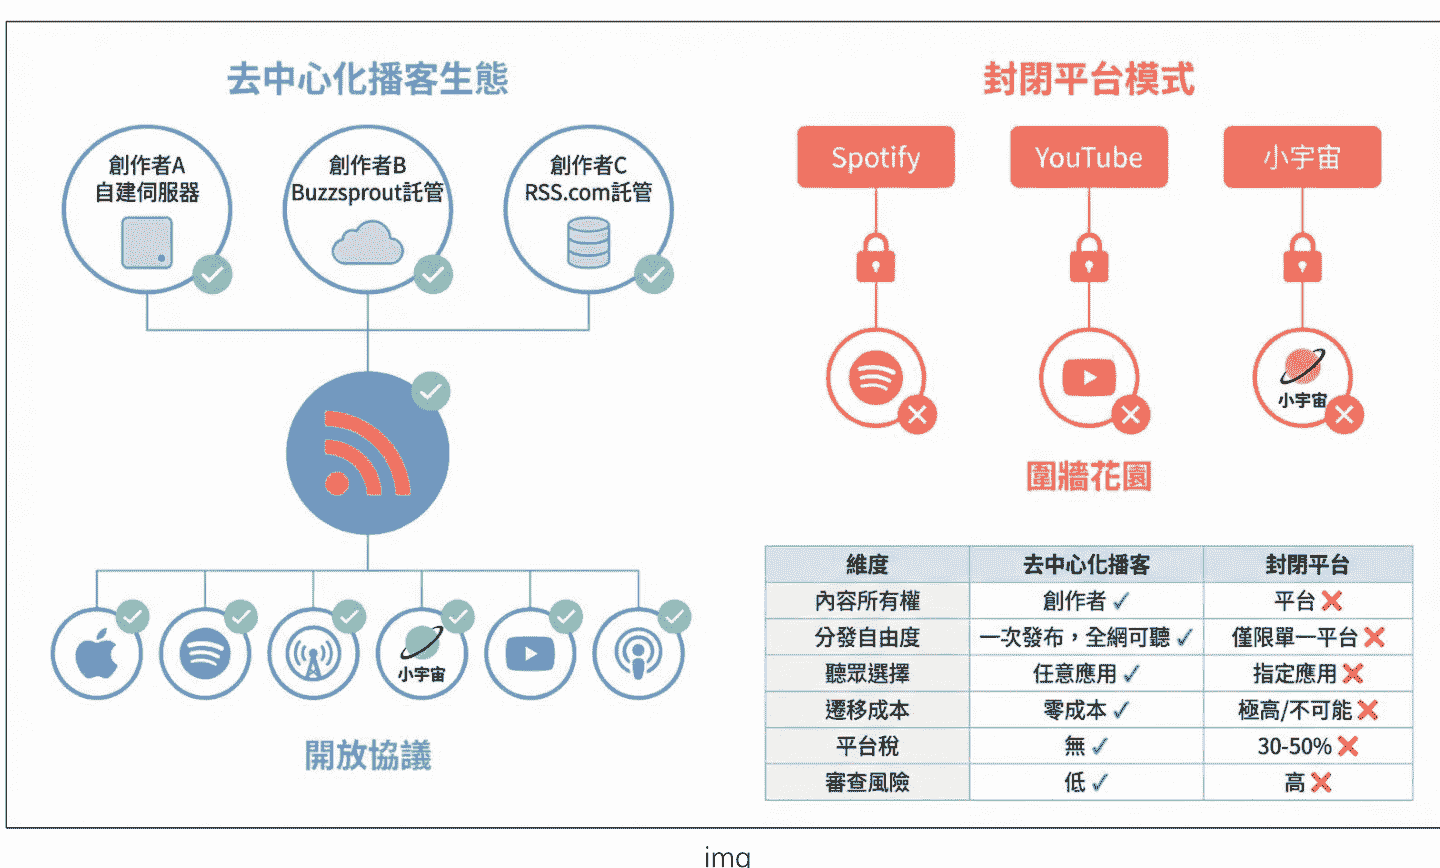 去中心化播客生態
創作者A
自建伺服器
創作者B
Buzzsprout託管
創作者C
RSS.com託管
小宇宙
開放協議
封閉平台模式
Spotify
YouTube
小宇宙
小宇宙
圍牆花園
維度 去中心化播客 封閉平台
內容所有權 創作者 ✓ 平台 ❌
分發自由度 一次發布，全網可聽 ✓ 僅限單一平台 ❌
聽眾選擇 任意應用 ✓ 指定應用 ❌
遷移成本 零成本 ✓ 極高/不可能 ❌
平台稅 無 ✓ 30-50% ❌
審查風險 低 ✓ 高 ❌
img